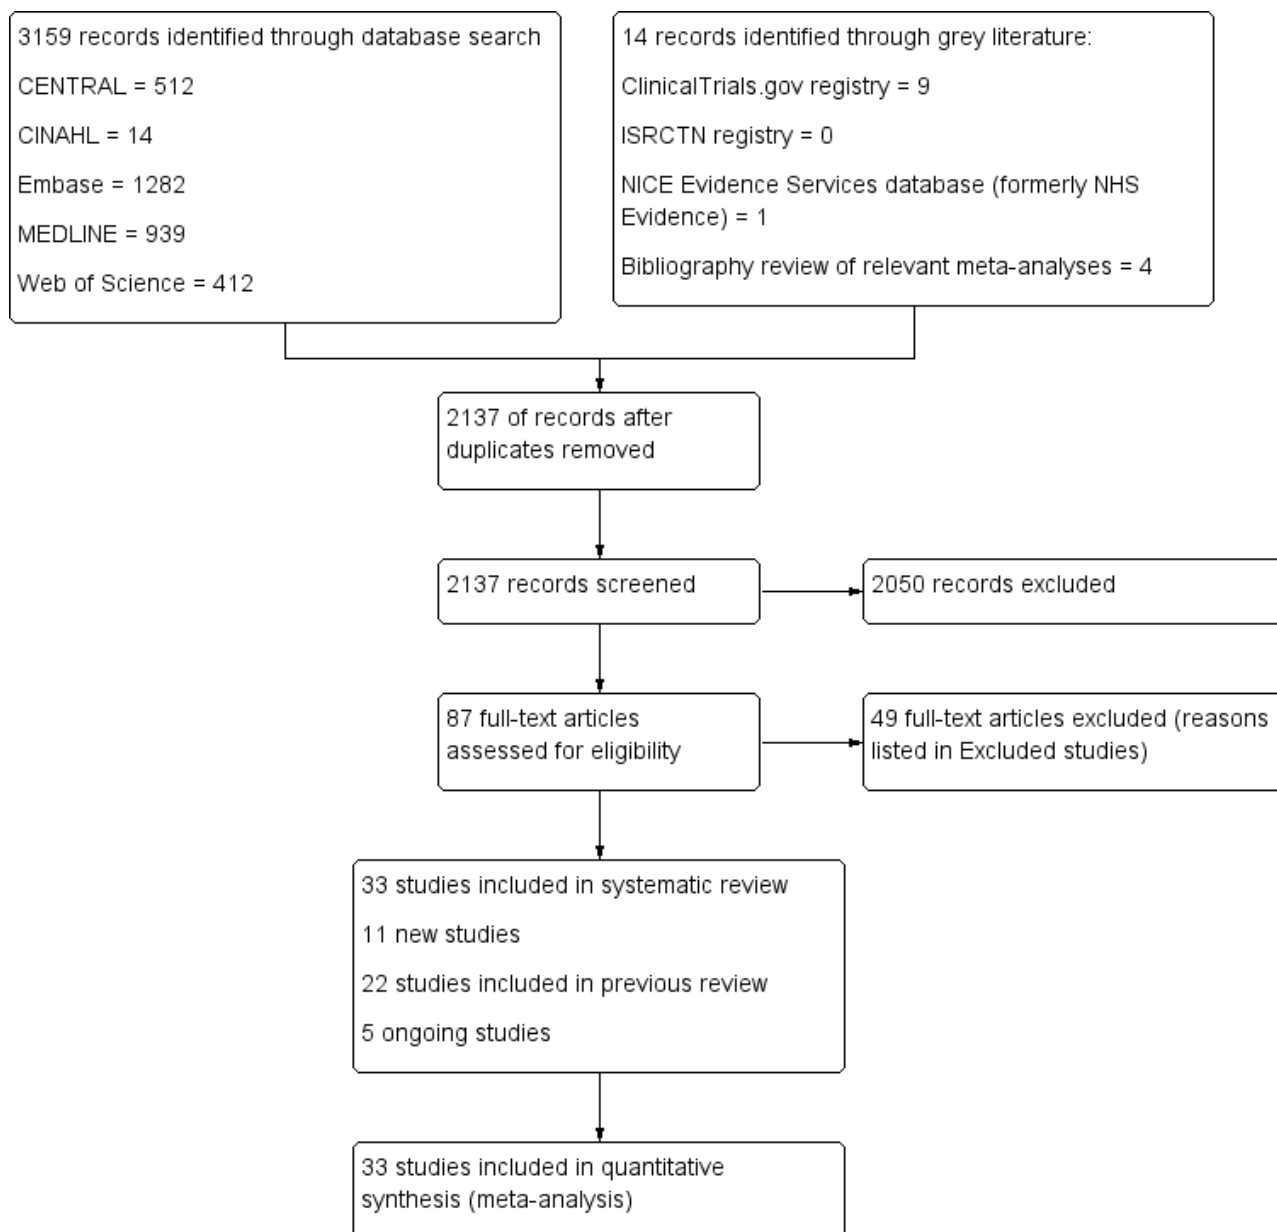 3159 records identified through database search
CENTRAL = 512
CINAHL = 14
Embase = 1282
MEDLINE = 939
Web of Science = 412
14 records identified through grey literature:
ClinicalTrials.gov registry = 9
ISRCTN registry = 0
NICE Evidence Services database (formerly NHS
Evidence) = 1
Bibliography review of relevant meta-analyses = 4
2137 of records after
duplicates removed
2137 records screened
2050 records excluded
87 full-text articles
assessed for eligibility
49 full-text articles excluded (reasons
listed in Excluded studies)
33 studies included in systematic review
11 new studies
22 studies included in previous review
5 ongoing studies
33 studies included in quantitative
synthesis (meta-analysis)